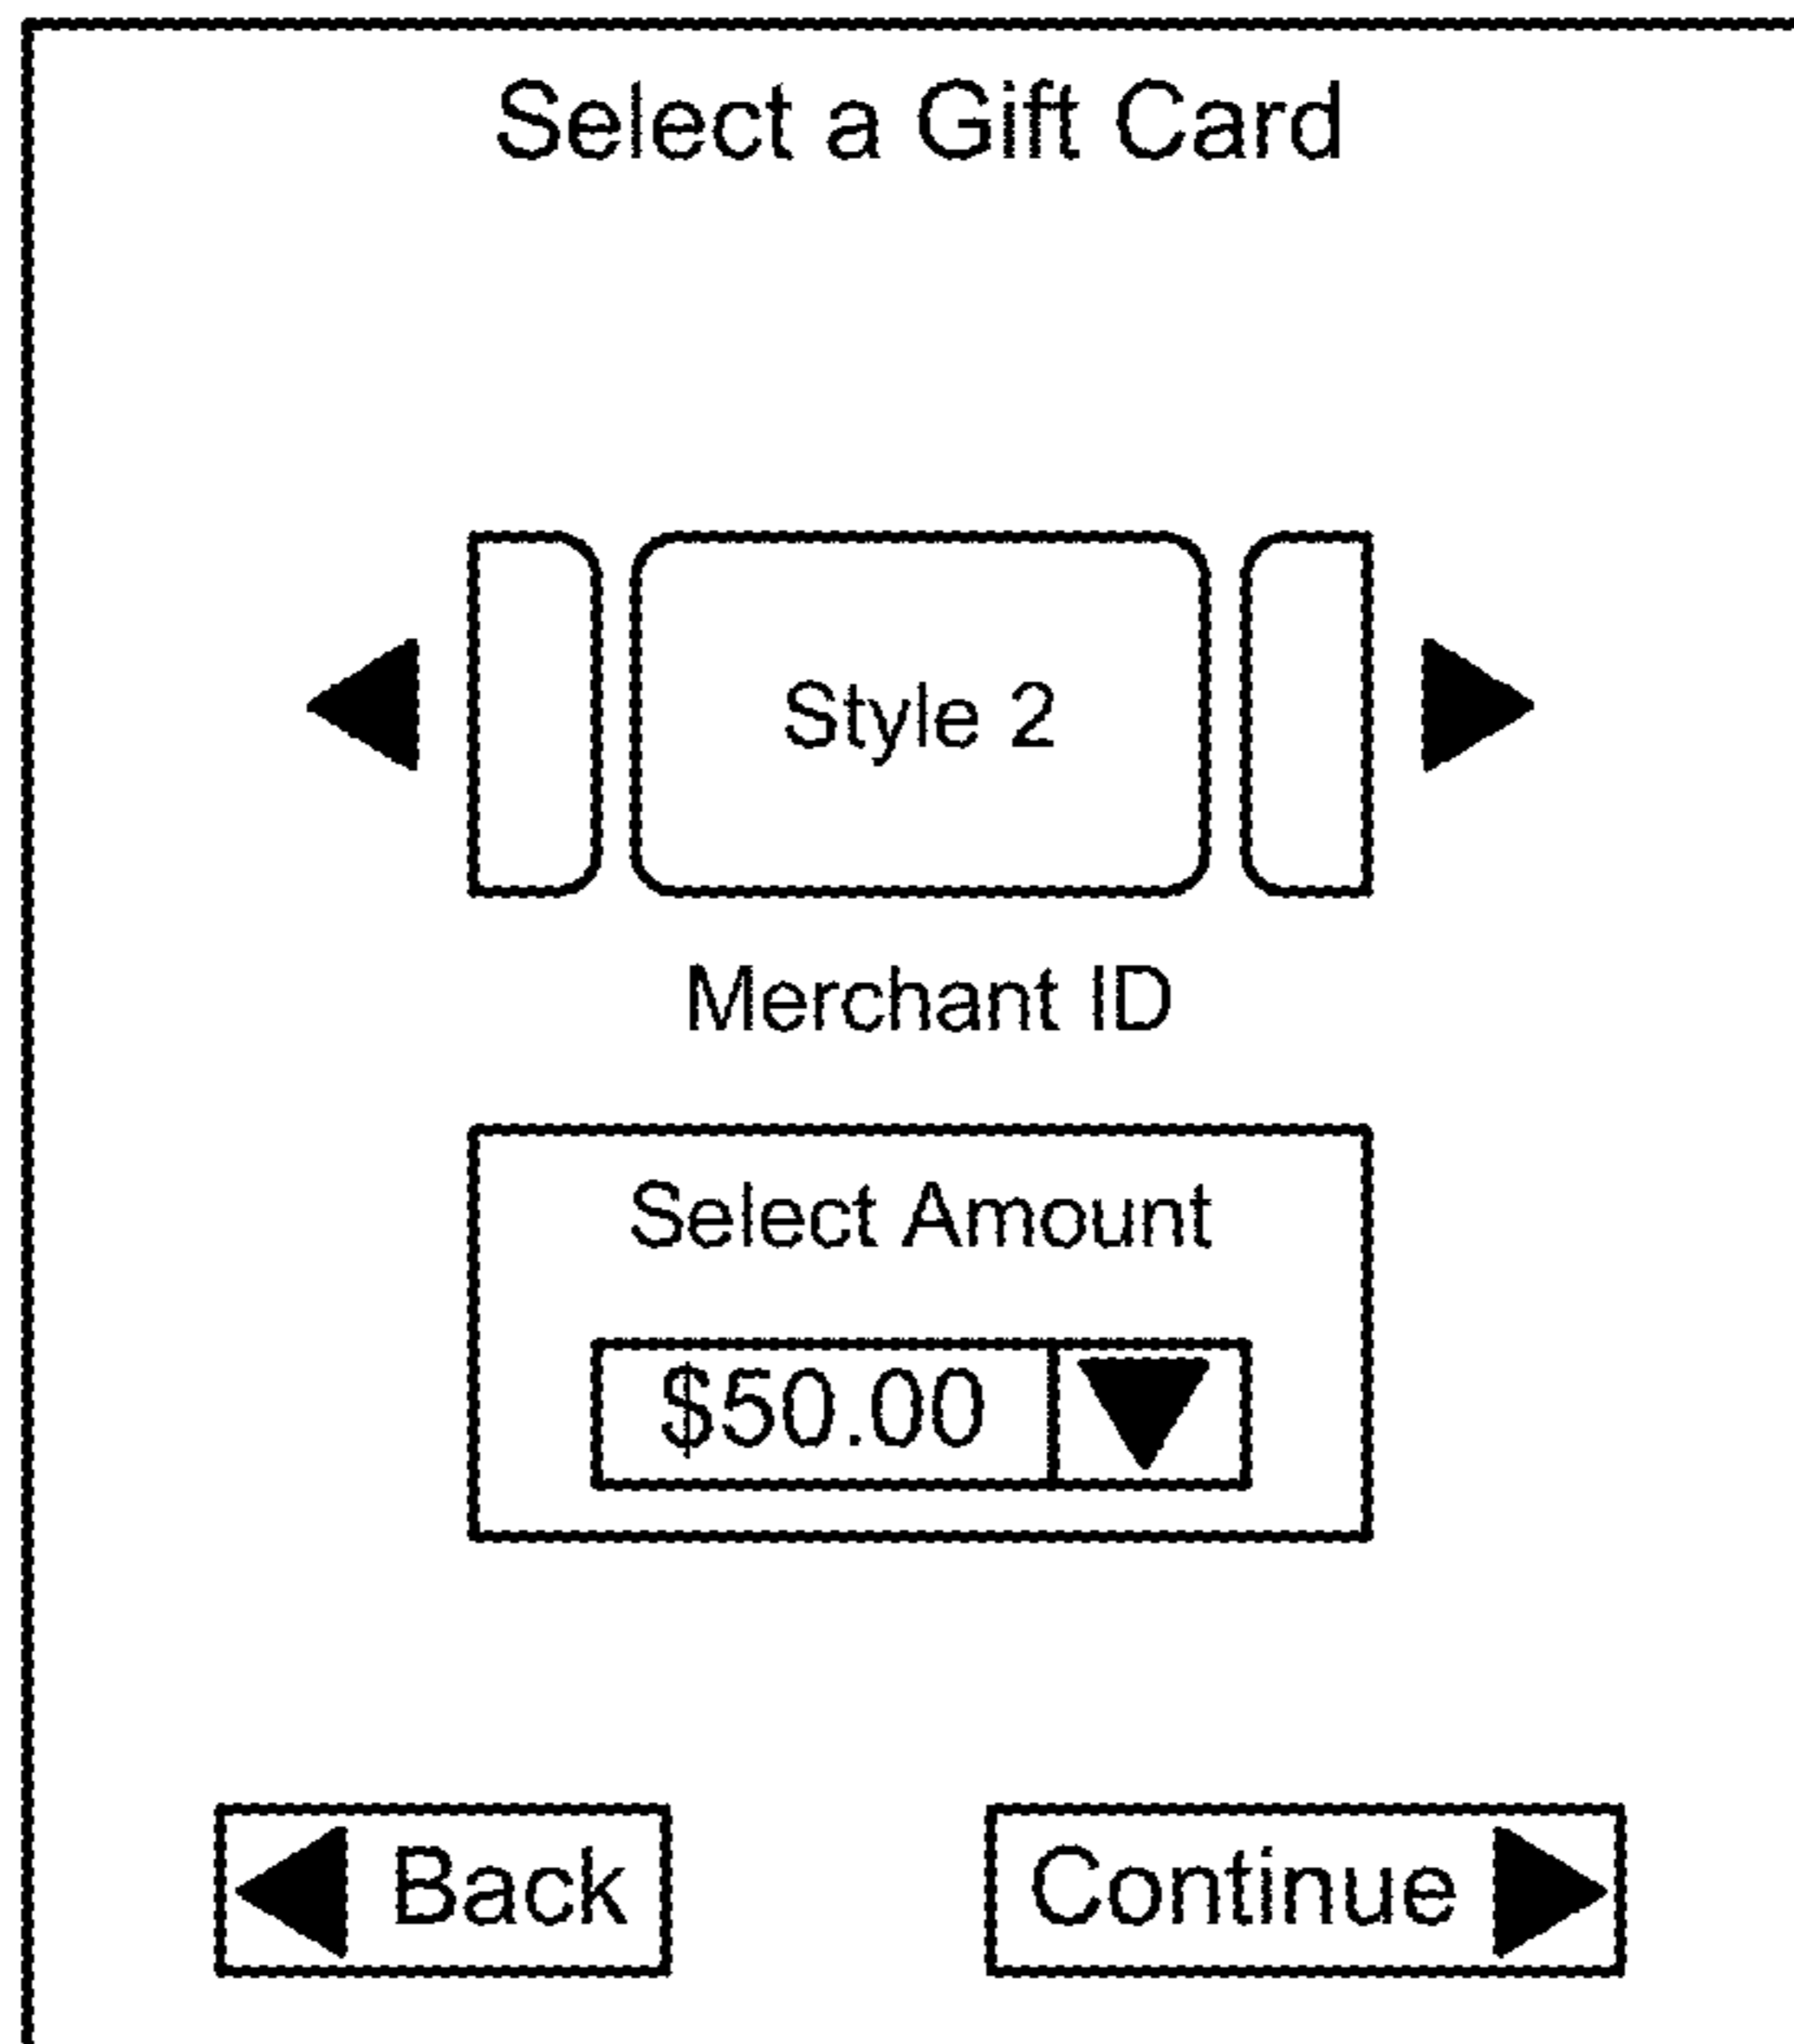 Select a Gift Card
Style 2
Merchant ID
Select Amount
$50.00
Back
Continue